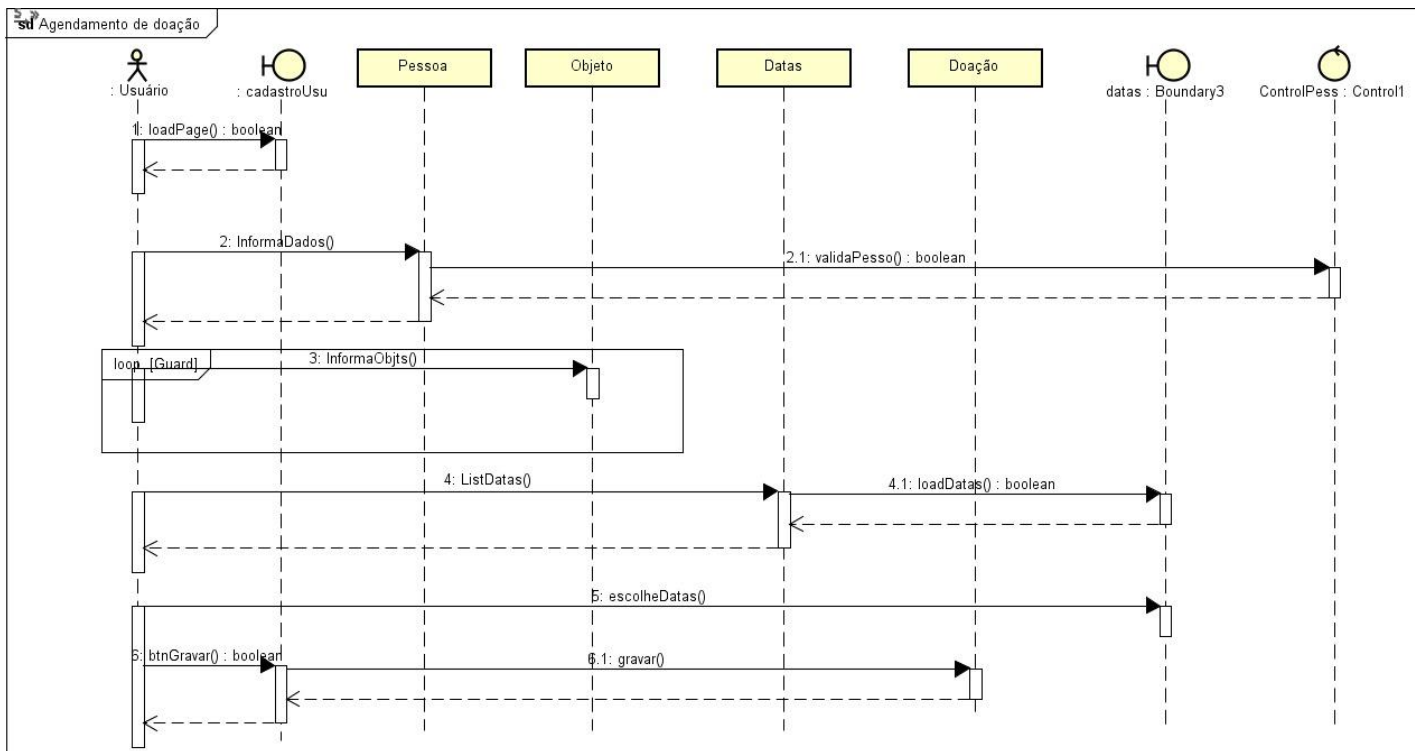 sd Agendamento de doação
: Usuário
: cadastroUsu
Pessoa
Objeto
Datas
Doação
datas : Boundary3
ControlPess : Control1
1: loadPage() : boolean
2: InformaDados()
2.1: validaPesso() : boolean
loop [Guard]
3: InformaObjts()
4: ListDatas()
4.1: loadDatas() : boolean
5: escolheDatas()
6: btnGravar() : boolean
6.1: gravar()